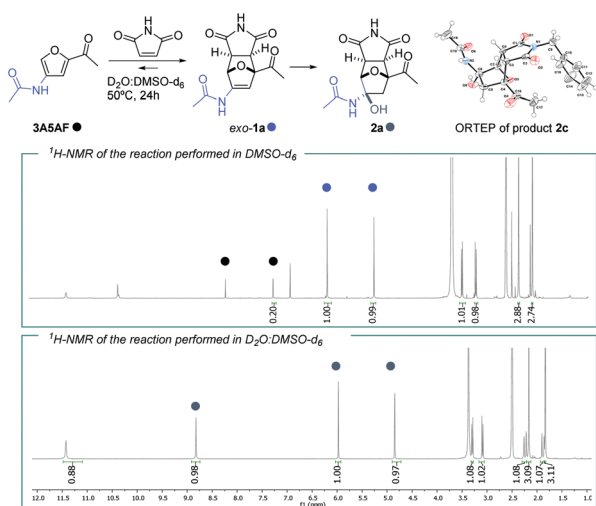 O
N
H
O
D₂O:DMSO-d₆
50ºC, 24h
3A5AF
exo-1a
2a
OH
ORTEP of product 2c
¹H-NMR of the reaction performed in DMSO-d₆
0.20
1.00
0.99
1.01
0.98
2.88
2.74
¹H-NMR of the reaction performed in D₂O:DMSO-d₆
0.88
0.98
1.00
0.97
1.08
1.02
1.08
3.09
1.07
3.11
12.0 11.5 11.0 10.5 10.0 9.5 9.0 8.5 8.0 7.5 7.0 6.5 6.0 5.5 5.0 4.5 4.0 3.5 3.0 2.5 2.0 1.5 1.0
f1 (ppm)